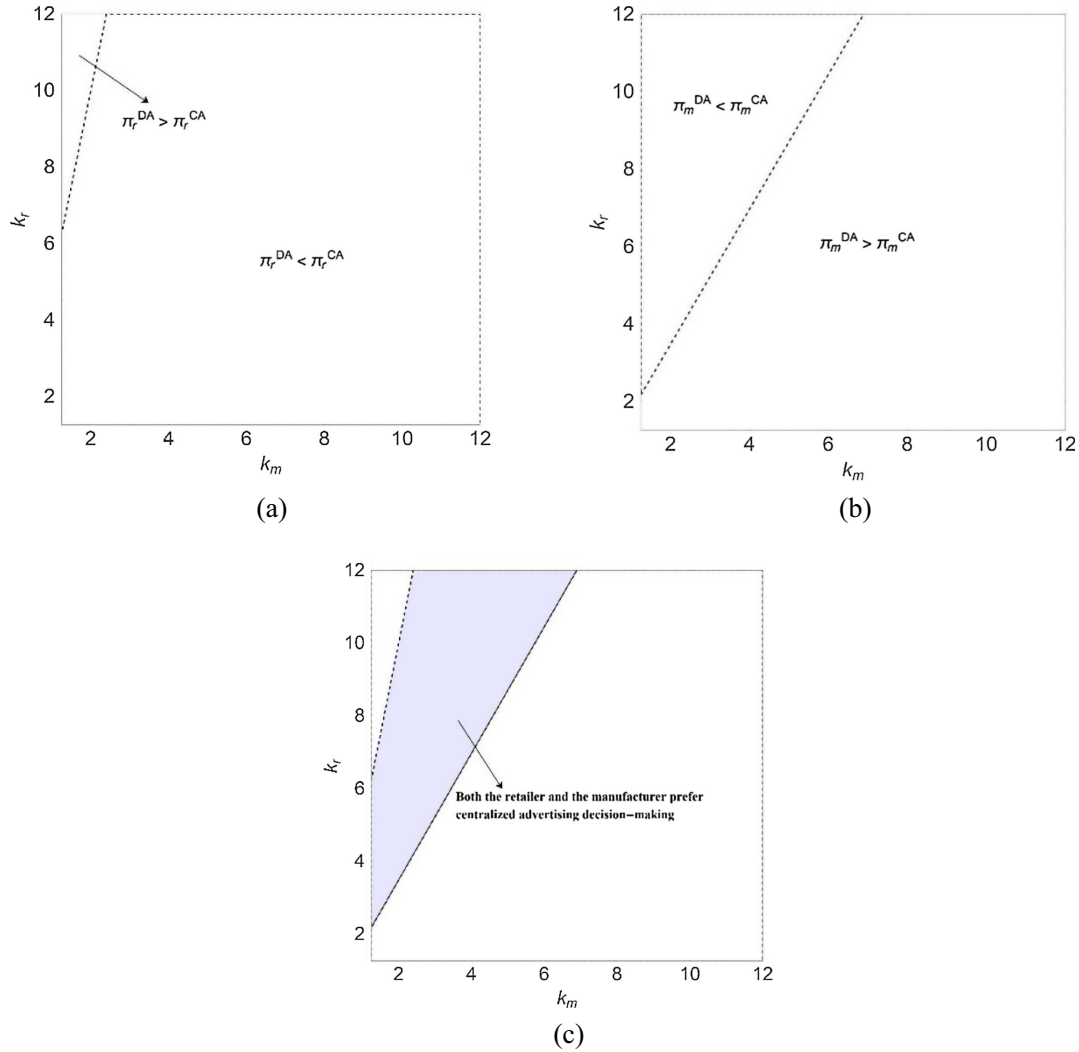 12
10
8
6
4
2
k_r
π_r^DA > π_r^CA
π_r^DA < π_r^CA
2 4 6 8 10 12
k_m
(a)
12
10
8
6
4
2
k_r
π_m^DA < π_m^CA
π_m^DA > π_m^CA
2 4 6 8 10 12
k_m
(b)
12
10
8
6
4
2
k_r
Both the retailer and the manufacturer prefer
centralized advertising decision–making
2 4 6 8 10 12
k_m
(c)